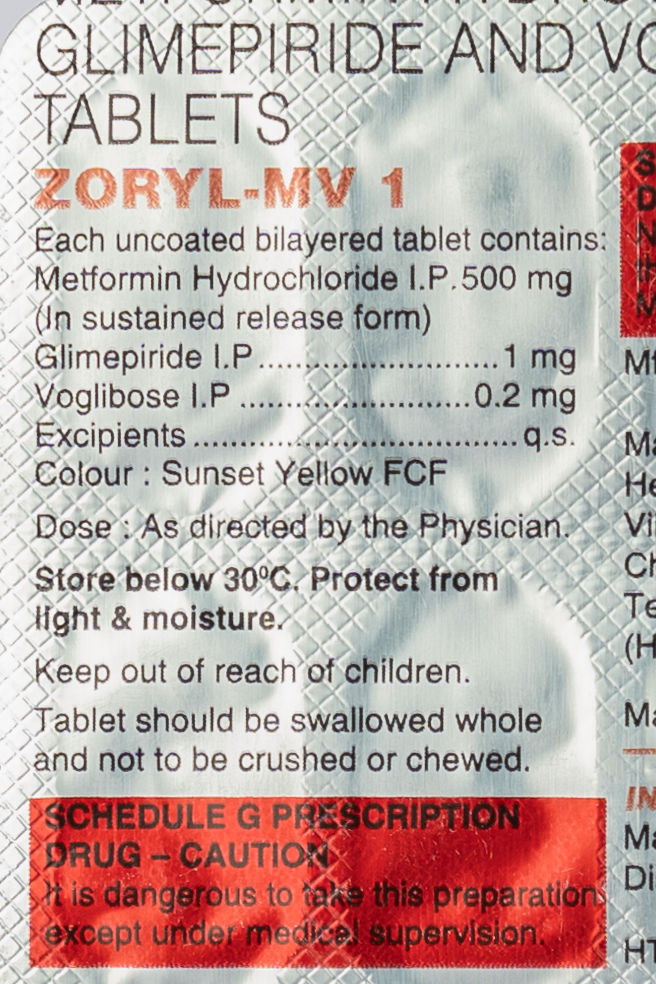 GLIMEPIRIDE AND
TABLETS
ZORYL-MV 1
Each uncoated bilayered tablet contains:
Metformin Hydrochloride I.P. 500 mg
(In sustained release form)
Glimepiride I.P..............................1 mg
Voglibose I.P ............................0.2 mg
Excipients ...................................... q.s.
Colour : Sunset Yellow FCF
Dose : As directed by the Physician.
Store below 30⁰C. Protect from
light & moisture.
Keep out of reach of children.
Tablet should be swallowed whole
and not to be crushed or chewed.
SCHEDULE G PRESCRIPTION
DRUG – CAUTION
It is dangerous to take this preparation
except under medical supervision.